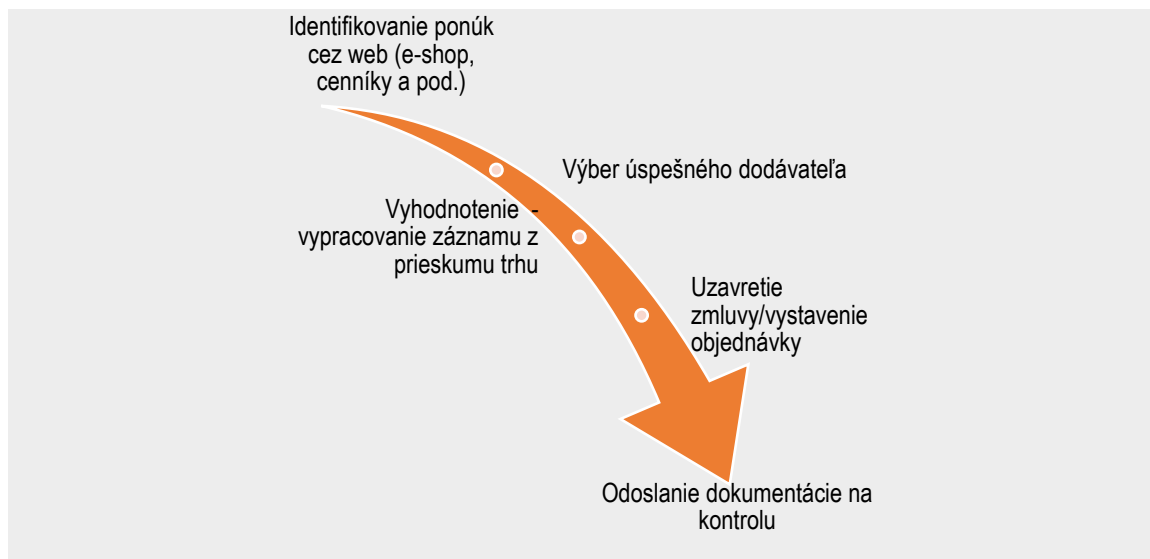 Identifikovanie ponúk
cez web (e-shop,
cenníky a pod.)
Výber úspešného dodávateľa
Vyhodnotenie -
vypracovanie záznamu z
prieskumu trhu
Uzavretie
zmluvy/vystavenie
objednávky
Odoslanie dokumentácie na
kontrolu